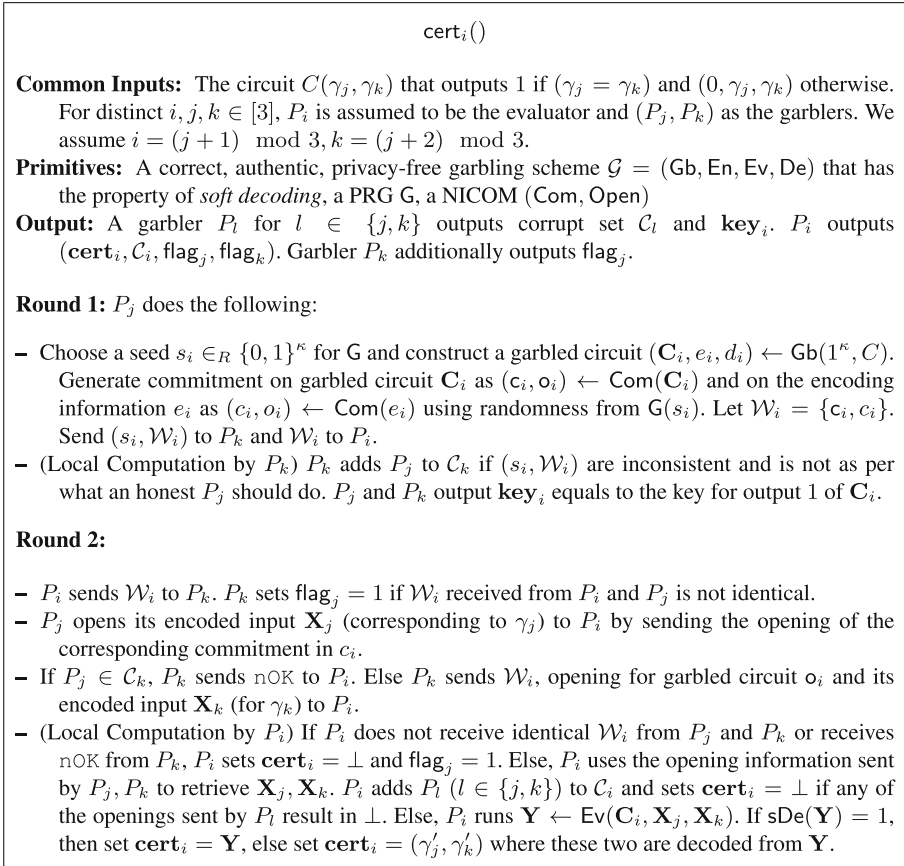 cert_i()
Common Inputs: The circuit C(γ_j, γ_k) that outputs 1 if (γ_j = γ_k) and (0, γ_j, γ_k) otherwise.
For distinct i, j, k ∈ [3], P_i is assumed to be the evaluator and (P_j, P_k) as the garblers. We
assume i = (j + 1) mod 3, k = (j + 2) mod 3.
Primitives: A correct, authentic, privacy-free garbling scheme 𝒢 = (Gb, En, Ev, De) that has
the property of soft decoding, a PRG G, a NICOM (Com, Open)
Output: A garbler P_l for l ∈ {j, k} outputs corrupt set 𝒞_l and key_i. P_i outputs
(cert_i, 𝒞_i, flag_j, flag_k). Garbler P_k additionally outputs flag_j.
Round 1: P_j does the following:
– Choose a seed s_i ∈_R {0, 1}^κ for G and construct a garbled circuit (C_i, e_i, d_i) ← Gb(1^κ, C).
Generate commitment on garbled circuit C_i as (c_i, o_i) ← Com(C_i) and on the encoding
information e_i as (c_i, o_i) ← Com(e_i) using randomness from G(s_i). Let 𝒲_i = {c_i, c_i}.
Send (s_i, 𝒲_i) to P_k and 𝒲_i to P_i.
– (Local Computation by P_k) P_k adds P_j to 𝒞_k if (s_i, 𝒲_i) are inconsistent and is not as per
what an honest P_j should do. P_j and P_k output key_i equals to the key for output 1 of C_i.
Round 2:
– P_i sends 𝒲_i to P_k. P_k sets flag_j = 1 if 𝒲_i received from P_i and P_j is not identical.
– P_j opens its encoded input X_j (corresponding to γ_j) to P_i by sending the opening of the
corresponding commitment in c_i.
– If P_j ∈ 𝒞_k, P_k sends nOK to P_i. Else P_k sends 𝒲_i, opening for garbled circuit o_i and its
encoded input X_k (for γ_k) to P_i.
– (Local Computation by P_i) If P_i does not receive identical 𝒲_i from P_j and P_k or receives
nOK from P_k, P_i sets cert_i = ⊥ and flag_j = 1. Else, P_i uses the opening information sent
by P_j, P_k to retrieve X_j, X_k. P_i adds P_l (l ∈ {j, k}) to 𝒞_i and sets cert_i = ⊥ if any of
the openings sent by P_l result in ⊥. Else, P_i runs Y ← Ev(C_i, X_j, X_k). If sDe(Y) = 1,
then set cert_i = Y, else set cert_i = (γ′_j, γ′_k) where these two are decoded from Y.